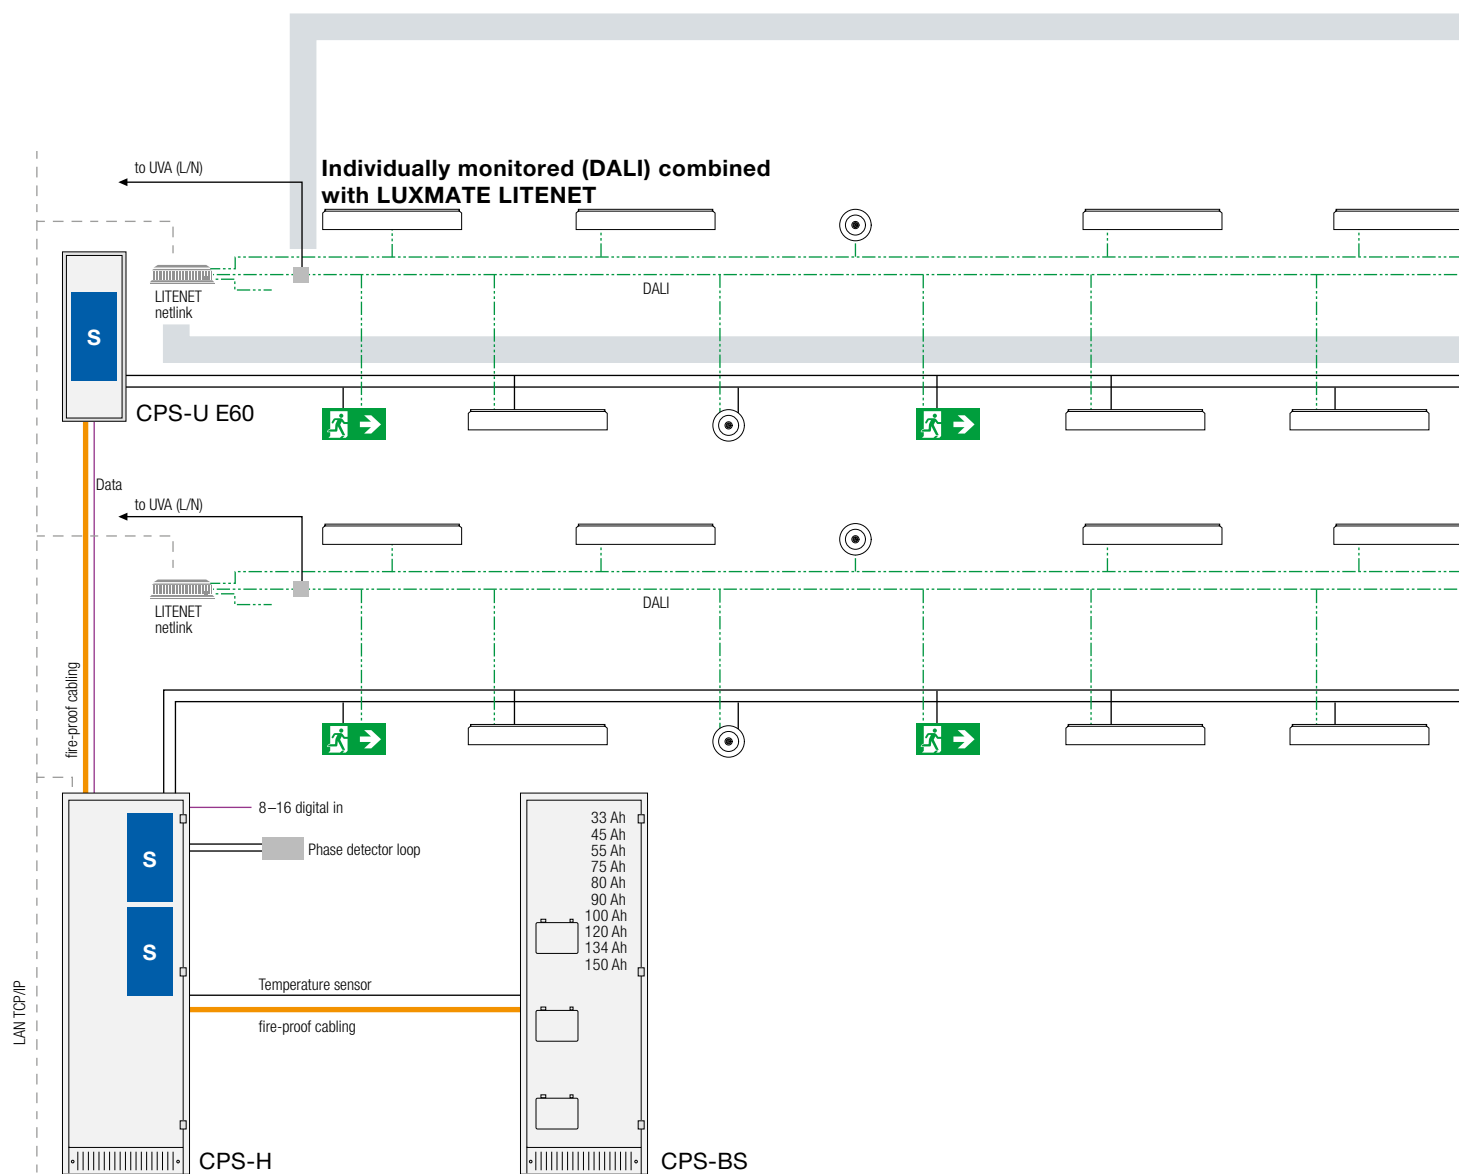 to UVA (L/N)
Individually monitored (DALI) combined
with LUXMATE LITENET
LITENET
netlink
DALI
S
CPS-U E60
Data
to UVA (L/N)
LITENET
netlink
DALI
fire-proof cabling
8–16 digital in
S
Phase detector loop
S
33 Ah
45 Ah
55 Ah
75 Ah
80 Ah
90 Ah
100 Ah
120 Ah
134 Ah
150 Ah
Temperature sensor
fire-proof cabling
LAN TCP/IP
CPS-H
CPS-BS